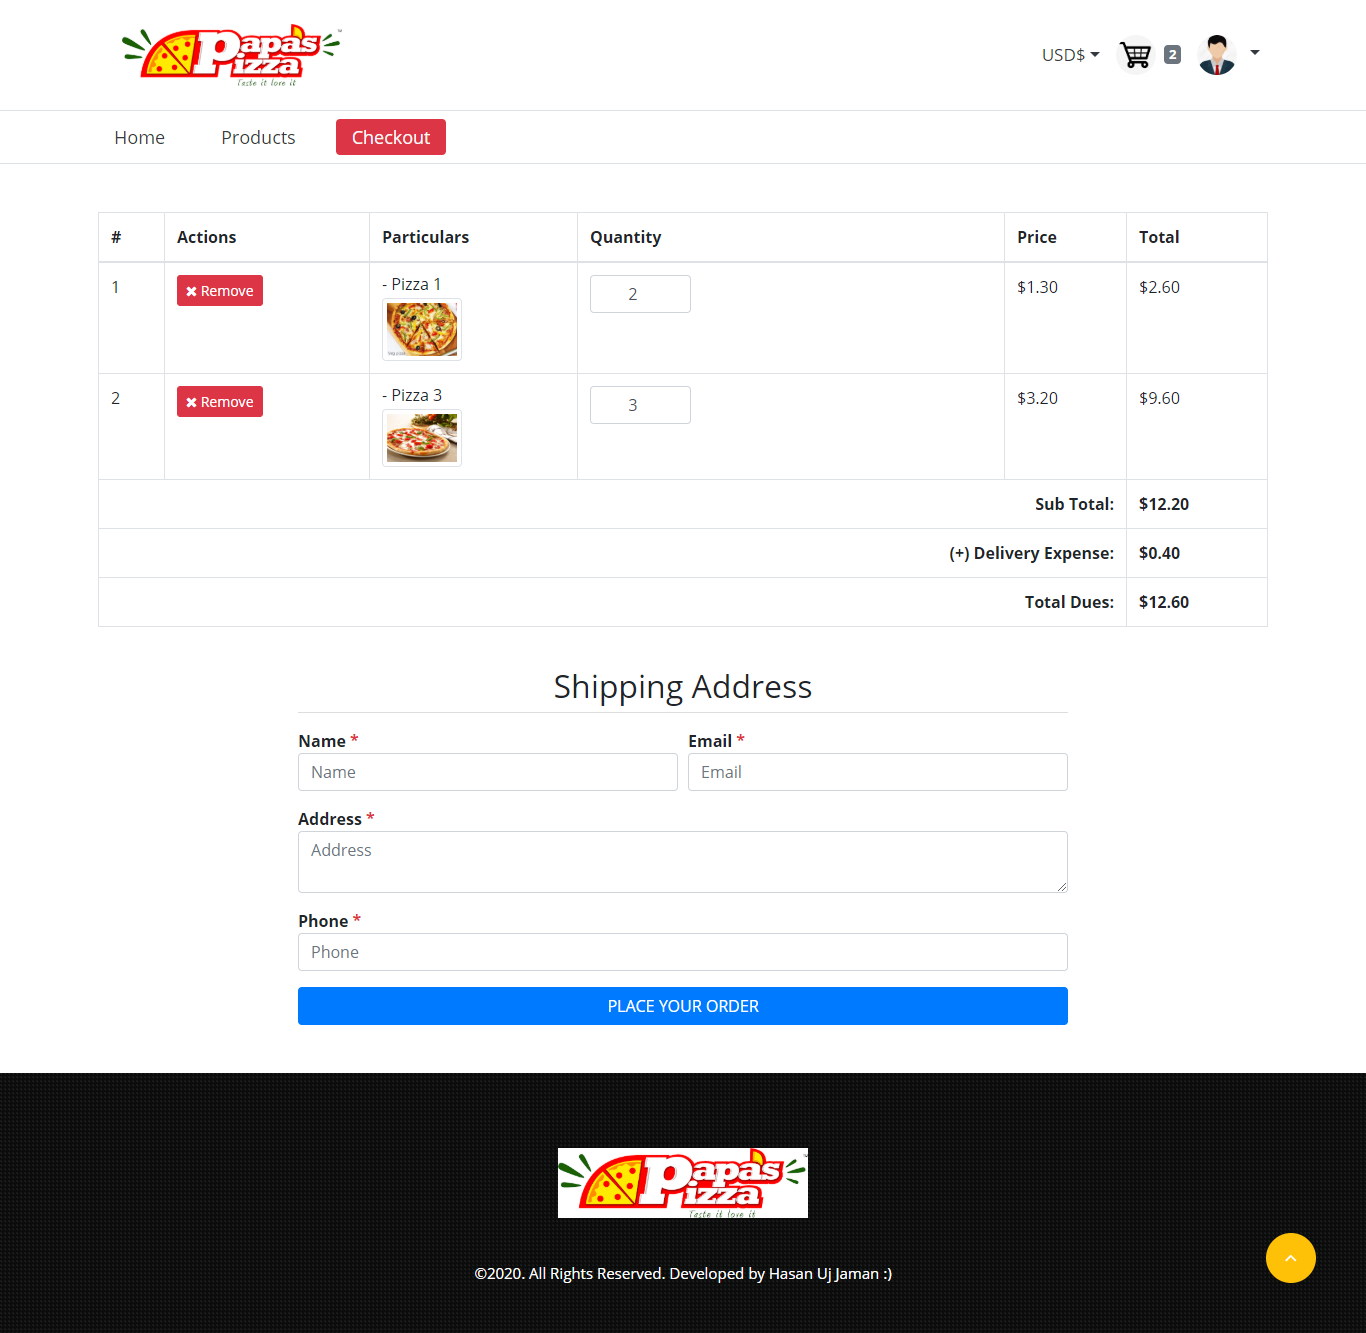 Papa's
Pizza
Taste it love it
USD$
2
Home Products Checkout
# Actions Particulars Quantity Price Total
1 Remove - Pizza 1 2 $1.30 $2.60
2 Remove - Pizza 3 3 $3.20 $9.60
Sub Total: $12.20
(+) Delivery Expense: $0.40
Total Dues: $12.60
Shipping Address
Name * Email *
Name Email
Address *
Address
Phone *
Phone
PLACE YOUR ORDER
Papa's
Pizza
Taste it love it
©2020. All Rights Reserved. Developed by Hasan Uj Jaman :)